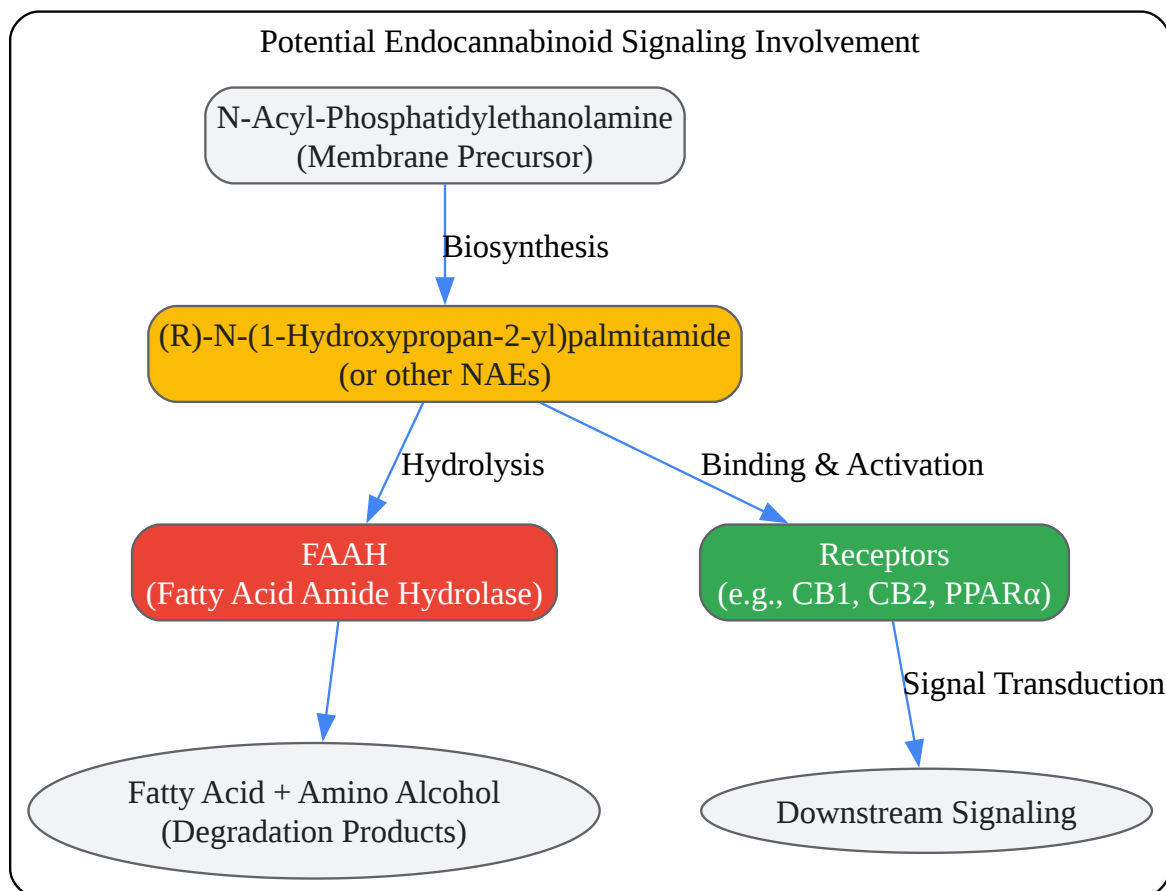 Potential Endocannabinoid Signaling Involvement
N-Acyl-Phosphatidylethanolamine
(Membrane Precursor)
Biosynthesis
(R)-N-(1-Hydroxypropan-2-yl)palmitamide
(or other NAEs)
Hydrolysis
Binding & Activation
FAAH
(Fatty Acid Amide Hydrolase)
Receptors
(e.g., CB1, CB2, PPARα)
Signal Transduction
Fatty Acid + Amino Alcohol
(Degradation Products)
Downstream Signaling